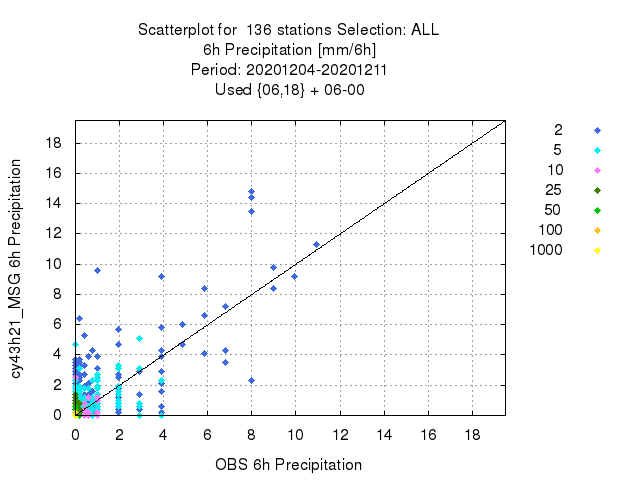 Scatterplot for 136 stations Selection: ALL
6h Precipitation [mm/6h]
Period: 20201204-20201211
Used {06,18} + 06-00
cy43h21_MSG 6h Precipitation
18
16
14
12
10
8
6
4
2
0
0 2 4 6 8 10 12 14 16 18
OBS 6h Precipitation
2
5
10
25
50
100
1000